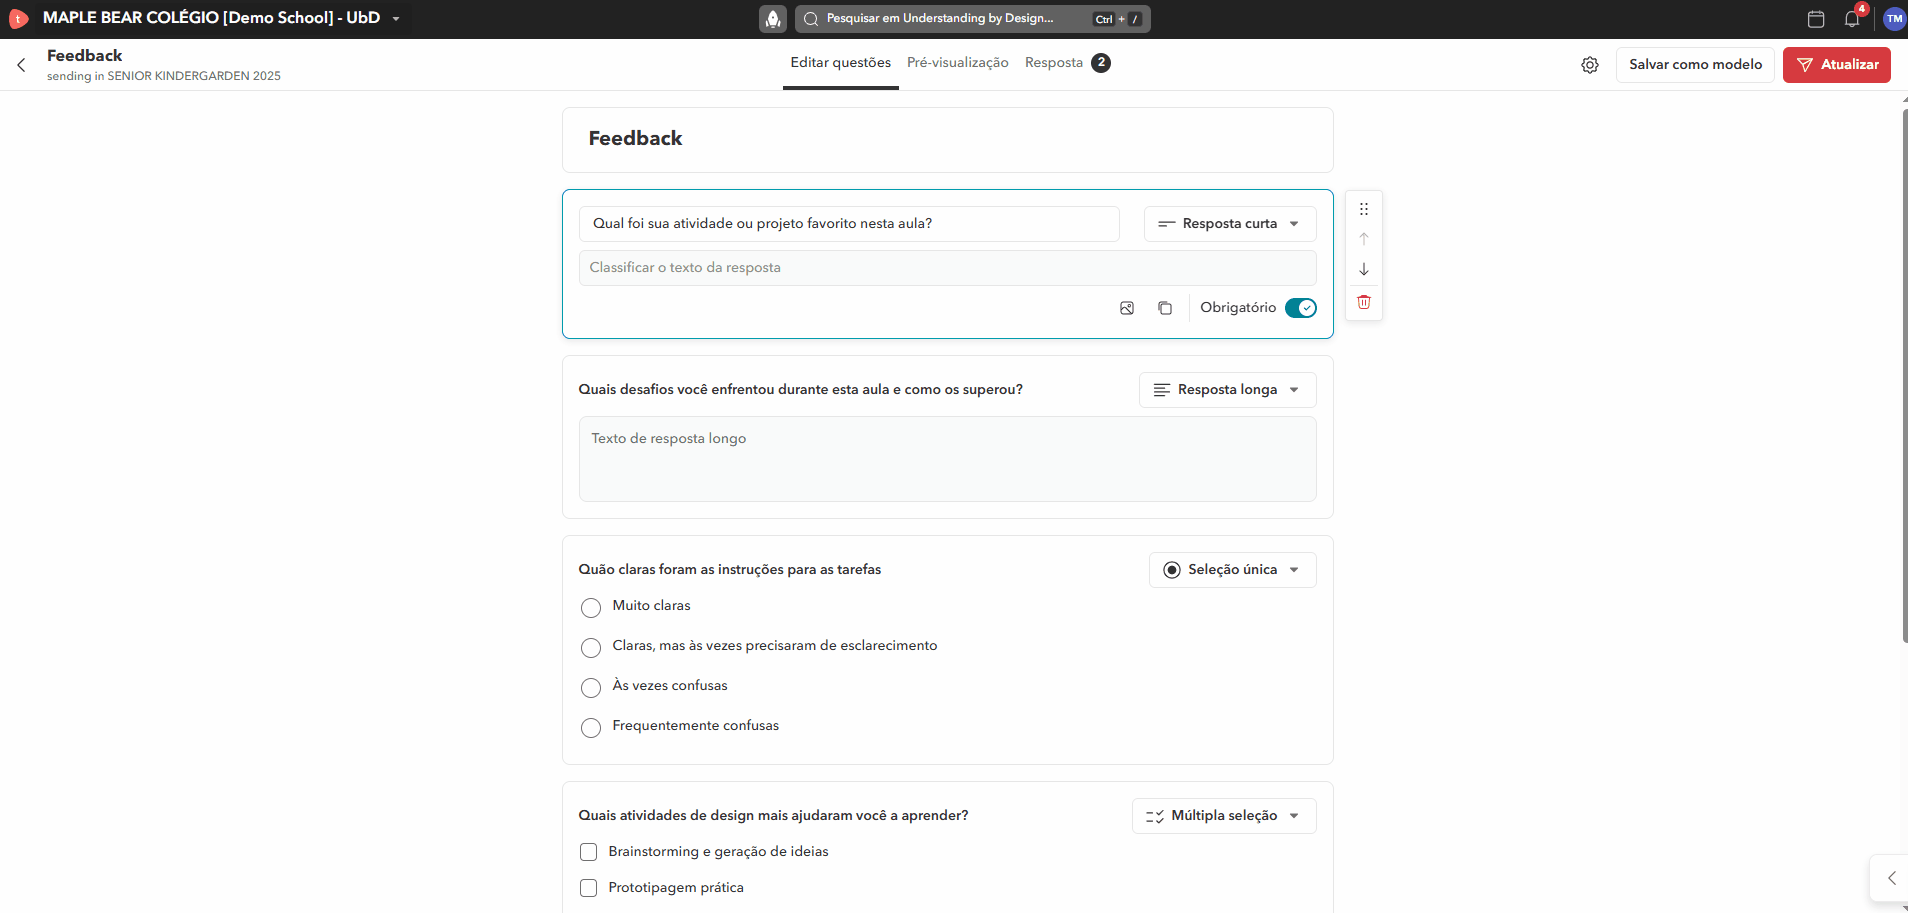 MAPLE BEAR COLÉGIO [Demo School] - UbD
Pesquisar em Understanding by Design...
Ctrl + /
4
TM
Feedback
sending in SENIOR KINDERGARDEN 2025
Editar questões
Pré-visualização
Resposta 2
Salvar como modelo
Atualizar
Feedback
Qual foi sua atividade ou projeto favorito nesta aula?
Resposta curta
Classificar o texto da resposta
Obrigatório
Quais desafios você enfrentou durante esta aula e como os superou?
Resposta longa
Texto de resposta longo
Quão claras foram as instruções para as tarefas
Seleção única
Muito claras
Claras, mas às vezes precisaram de esclarecimento
Às vezes confusas
Frequentemente confusas
Quais atividades de design mais ajudaram você a aprender?
Múltipla seleção
Brainstorming e geração de ideias
Prototipagem prática